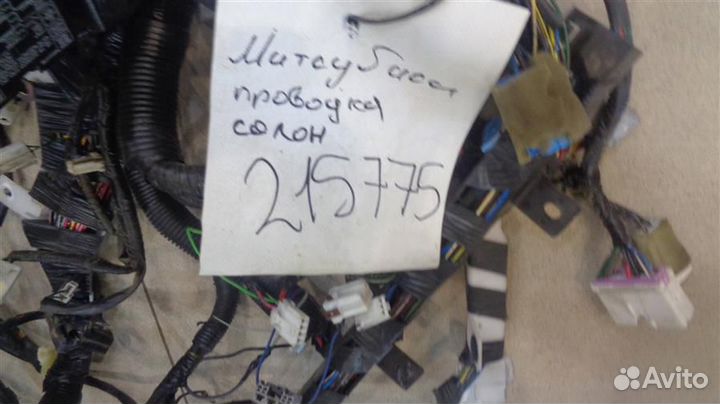 Митсубиси
проводка
салон
215775
Avito